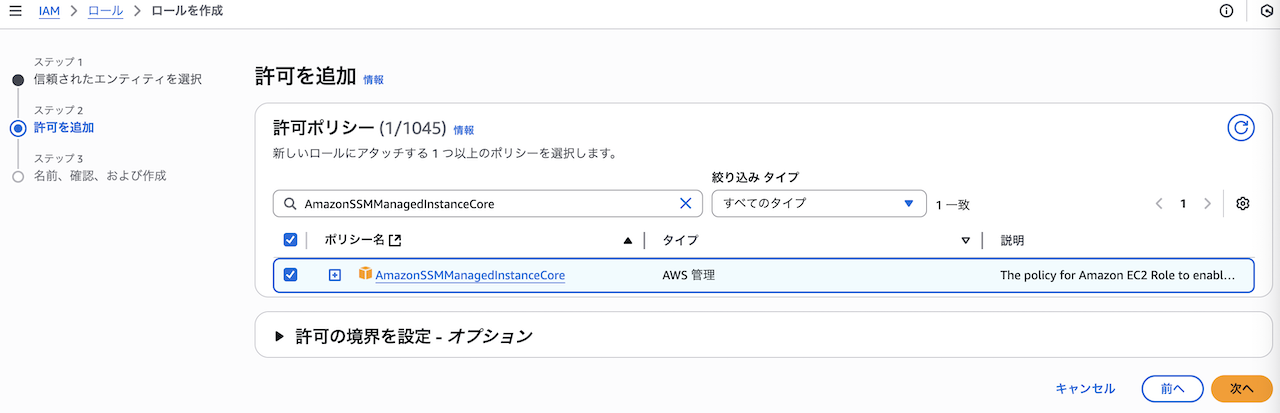 IAM > ロール > ロールを作成
ステップ 1
信頼されたエンティティを選択
ステップ 2
許可を追加
ステップ 3
名前、確認、および作成
許可を追加 情報
許可ポリシー (1/1045) 情報
新しいロールにアタッチする 1 つ以上のポリシーを選択します。
絞り込み タイプ
AmazonSSMManagedInstanceCore
すべてのタイプ
1 一致
1
ポリシー名 タイプ 説明
AmazonSSMManagedInstanceCore AWS 管理 The policy for Amazon EC2 Role to enabl...
許可の境界を設定 - オプション
キャンセル 前へ 次へ